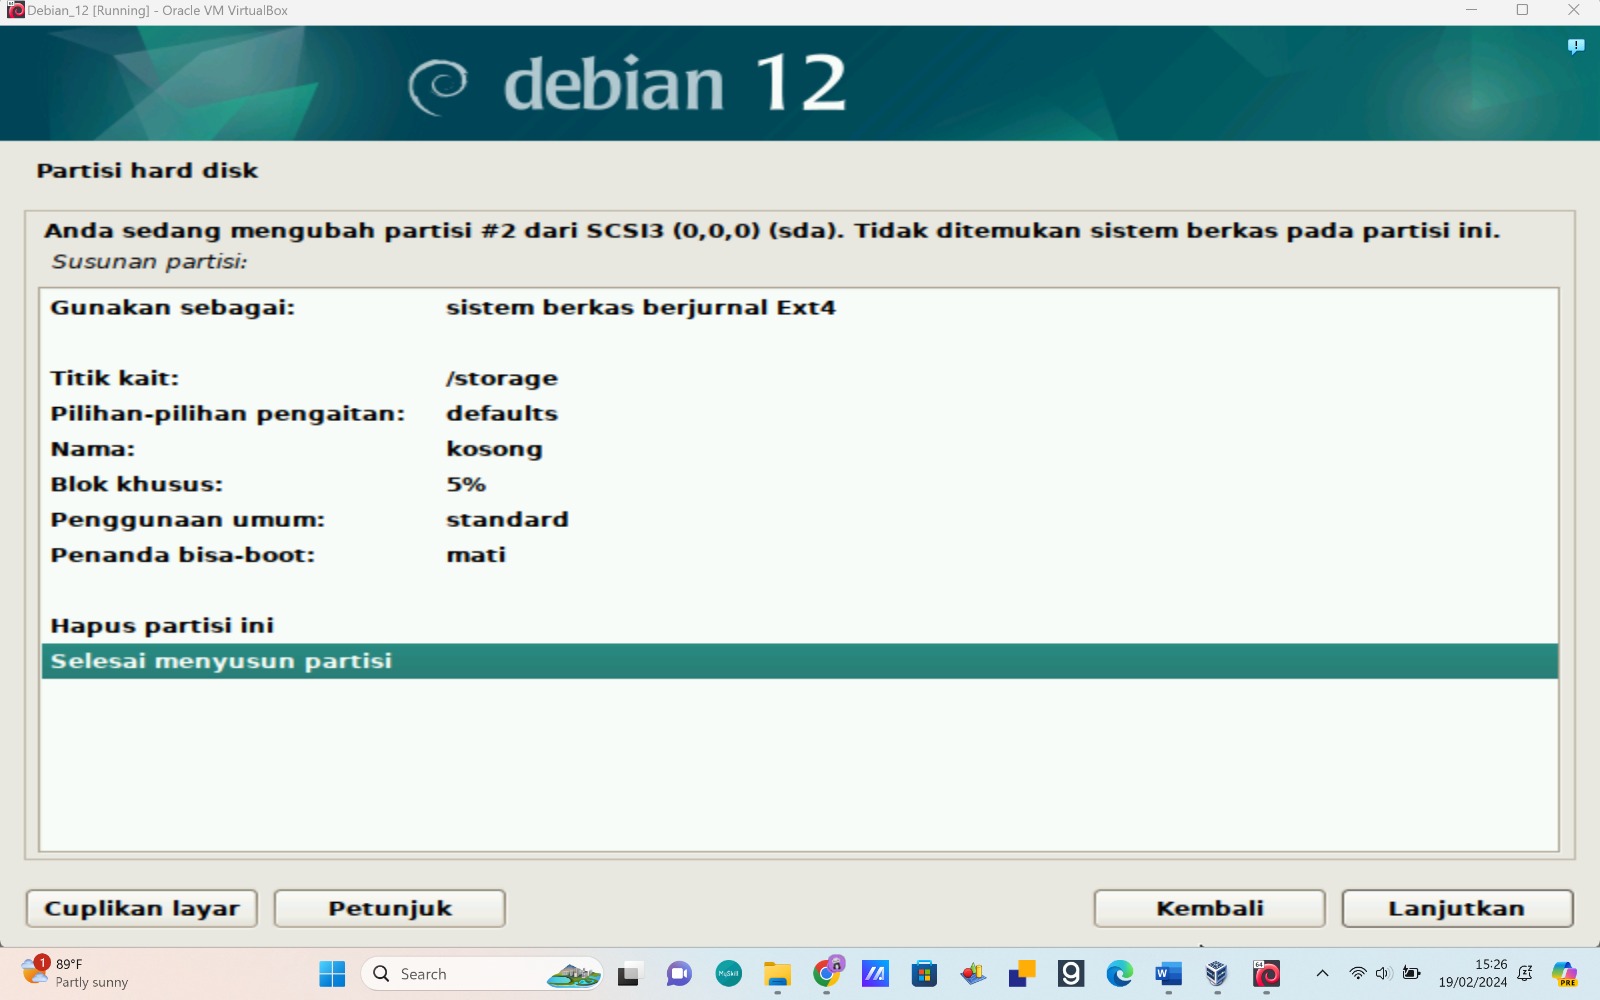 Debian_12 [Running] - Oracle VM VirtualBox
debian 12
Partisi hard disk
Anda sedang mengubah partisi #2 dari SCSI3 (0,0,0) (sda). Tidak ditemukan sistem berkas pada partisi ini.
Susunan partisi:
Gunakan sebagai: sistem berkas berjurnal Ext4
Titik kait: /storage
Pilihan-pilihan pengaitan: defaults
Nama: kosong
Blok khusus: 5%
Penggunaan umum: standard
Penanda bisa-boot: mati
Hapus partisi ini
Selesai menyusun partisi
Cuplikan layar Petunjuk Kembali Lanjutkan
1 89°F
Partly sunny
Search
MySkill
15:26
19/02/2024
PRE